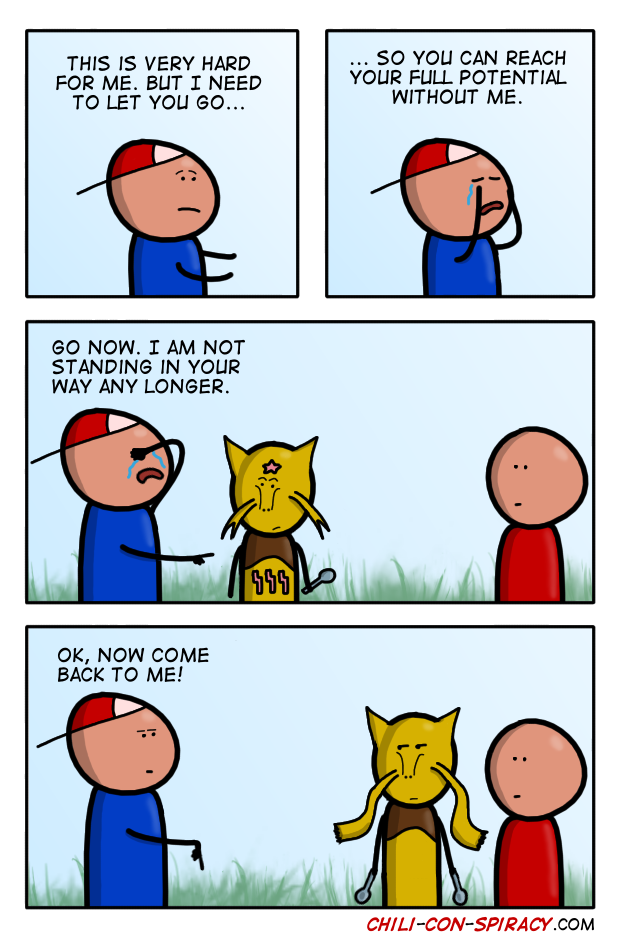 THIS IS VERY HARD
FOR ME. BUT I NEED
TO LET YOU GO...
... SO YOU CAN REACH
YOUR FULL POTENTIAL
WITHOUT ME.
GO NOW. I AM NOT
STANDING IN YOUR
WAY ANY LONGER.
OK, NOW COME
BACK TO ME!
CHILI-CON-SPIRACY.COM